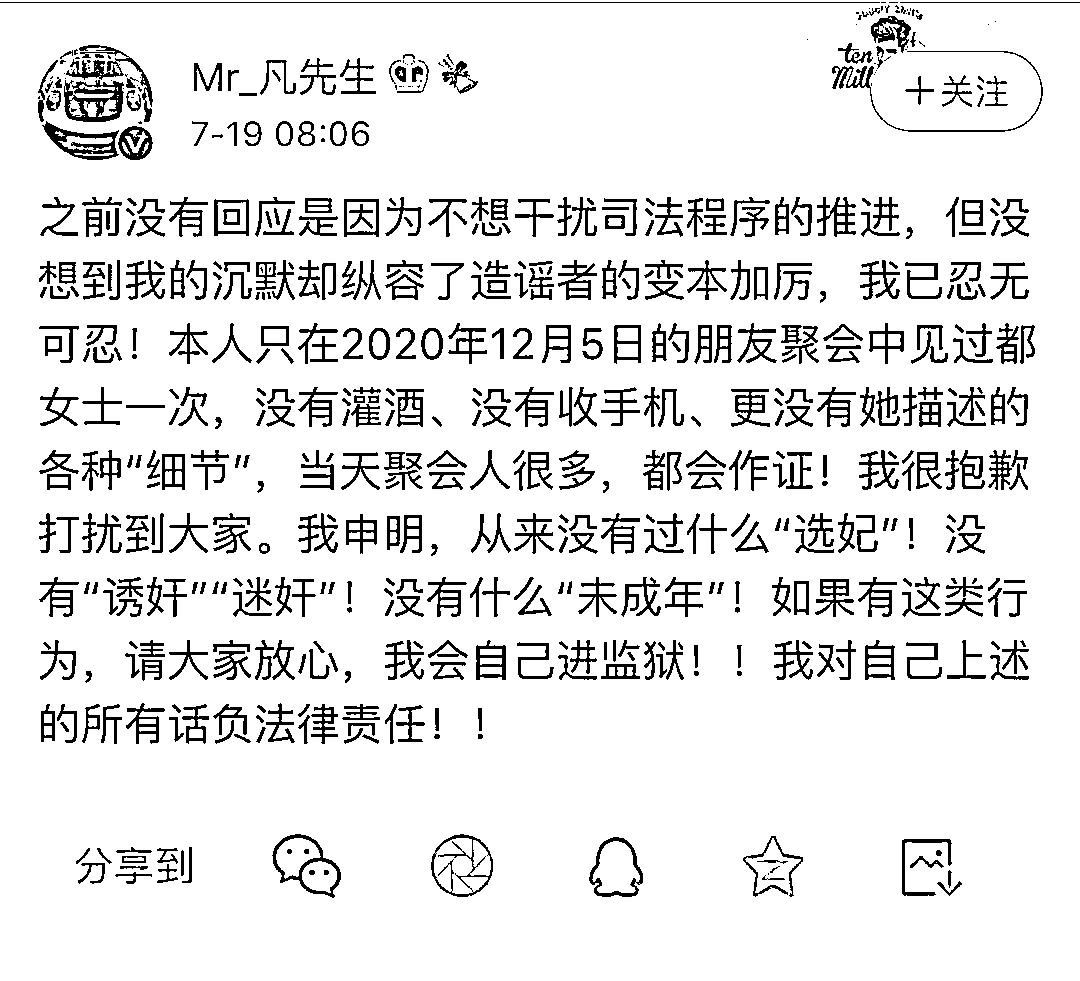 ten
Mill
Mr_凡先生
+关注
7-19 08:06
之前没有回应是因为不想干扰司法程序的推进，但没
想到我的沉默却纵容了造谣者的变本加厉，我已忍无
可忍！本人只在2020年12月5日的朋友聚会中见过都
女士一次，没有灌酒、没有收手机、更没有她描述的
各种“细节”，当天聚会人很多，都会作证！我很抱歉
打扰到大家。我申明，从来没有过什么“选妃”！没
有“诱奸”“迷奸”！没有什么“未成年”！如果有这类行
为，请大家放心，我会自己进监狱！！我对自己上述
的所有话负法律责任！！
分享到